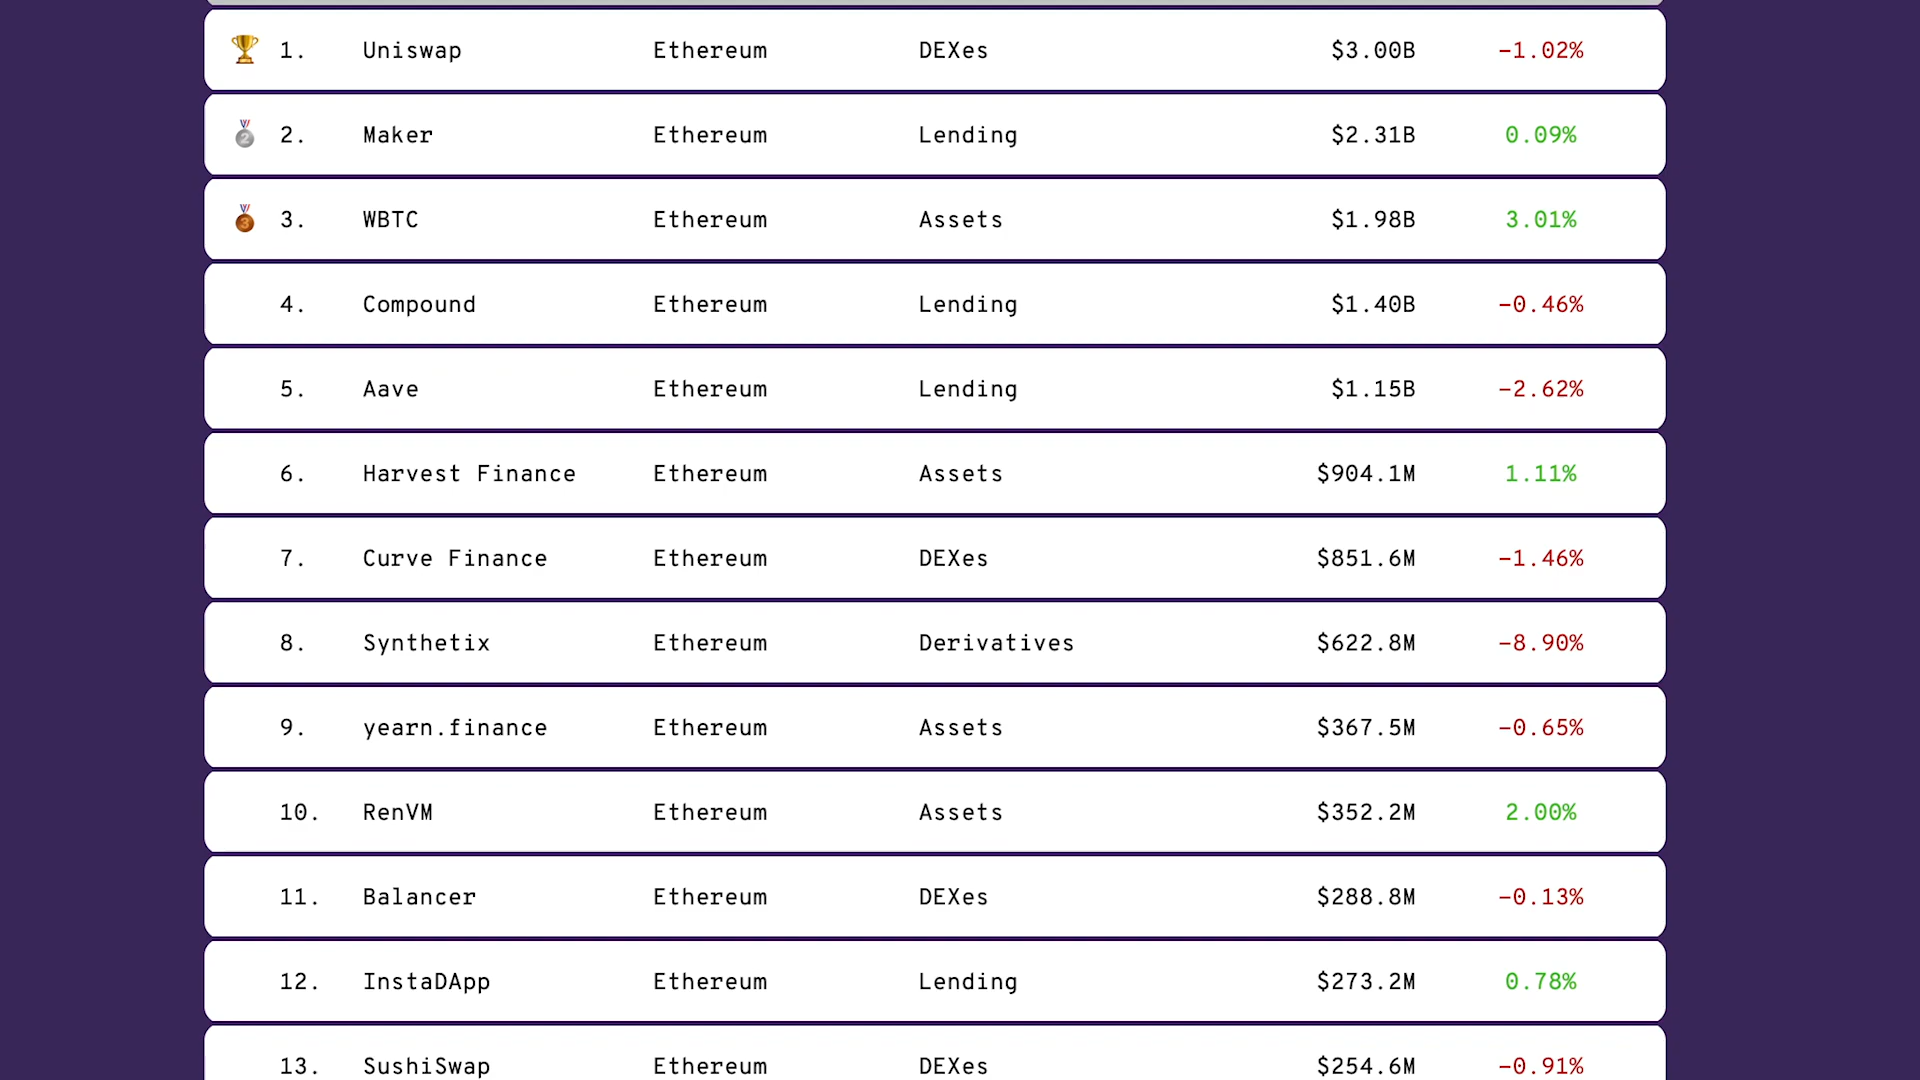 1. Uniswap Ethereum DEXes $3.00B -1.02%
2 2. Maker Ethereum Lending $2.31B 0.09%
3 3. WBTC Ethereum Assets $1.98B 3.01%
4. Compound Ethereum Lending $1.40B -0.46%
5. Aave Ethereum Lending $1.15B -2.62%
6. Harvest Finance Ethereum Assets $904.1M 1.11%
7. Curve Finance Ethereum DEXes $851.6M -1.46%
8. Synthetix Ethereum Derivatives $622.8M -8.90%
9. yearn.finance Ethereum Assets $367.5M -0.65%
10. RenVM Ethereum Assets $352.2M 2.00%
11. Balancer Ethereum DEXes $288.8M -0.13%
12. InstaDApp Ethereum Lending $273.2M 0.78%
13. SushiSwap Ethereum DEXes $254.6M -0.91%